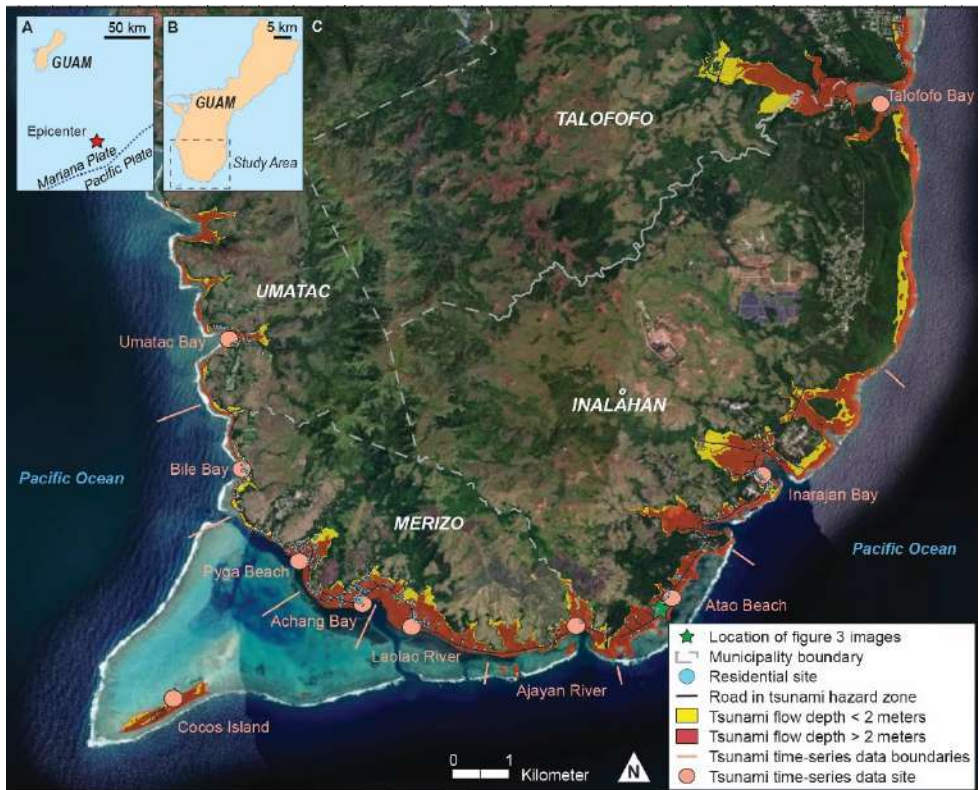 A
50 km
GUAM
Epicenter
Mariana Plate
Pacific Plate
B
5 km
GUAM
Study Area
C
TALOFOFO
Talofofo Bay
UMATAC
Umatac Bay
INALÅHAN
Pacific Ocean
Bile Bay
Inarajan Bay
MERIZO
Pacific Ocean
Pyga Beach
Achang Bay
Atao Beach
Laolao River
Ajayan River
Cocos Island
0 1
Kilometer
N
Location of figure 3 images
Municipality boundary
Residential site
Road in tsunami hazard zone
Tsunami flow depth < 2 meters
Tsunami flow depth > 2 meters
Tsunami time-series data boundaries
Tsunami time-series data site